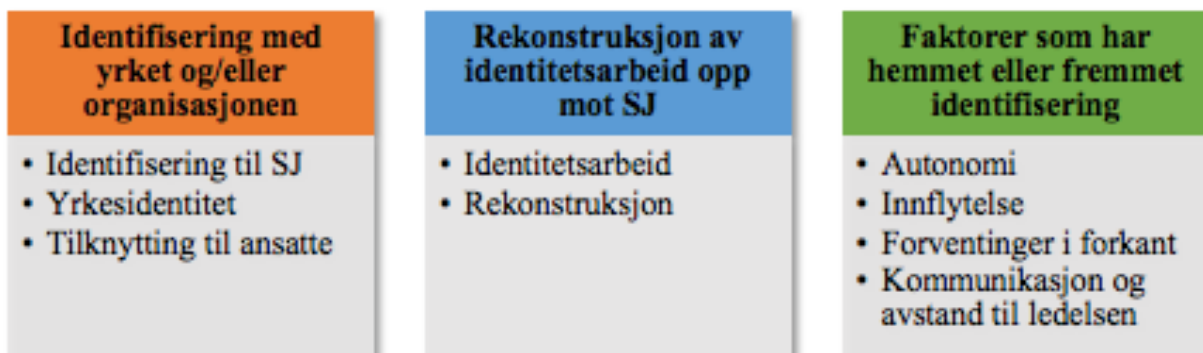 Identifisering med
yrket og/eller
organisasjonen
• Identifisering til SJ
• Yrkesidentitet
• Tilknytting til ansatte
Rekonstruksjon av
identitetsarbeid opp
mot SJ
• Identitetsarbeid
• Rekonstruksjon
Faktorer som har
hemmet eller fremmet
identifisering
• Autonomi
• Innflytelse
• Forventinger i forkant
• Kommunikasjon og
avstand til ledelsen